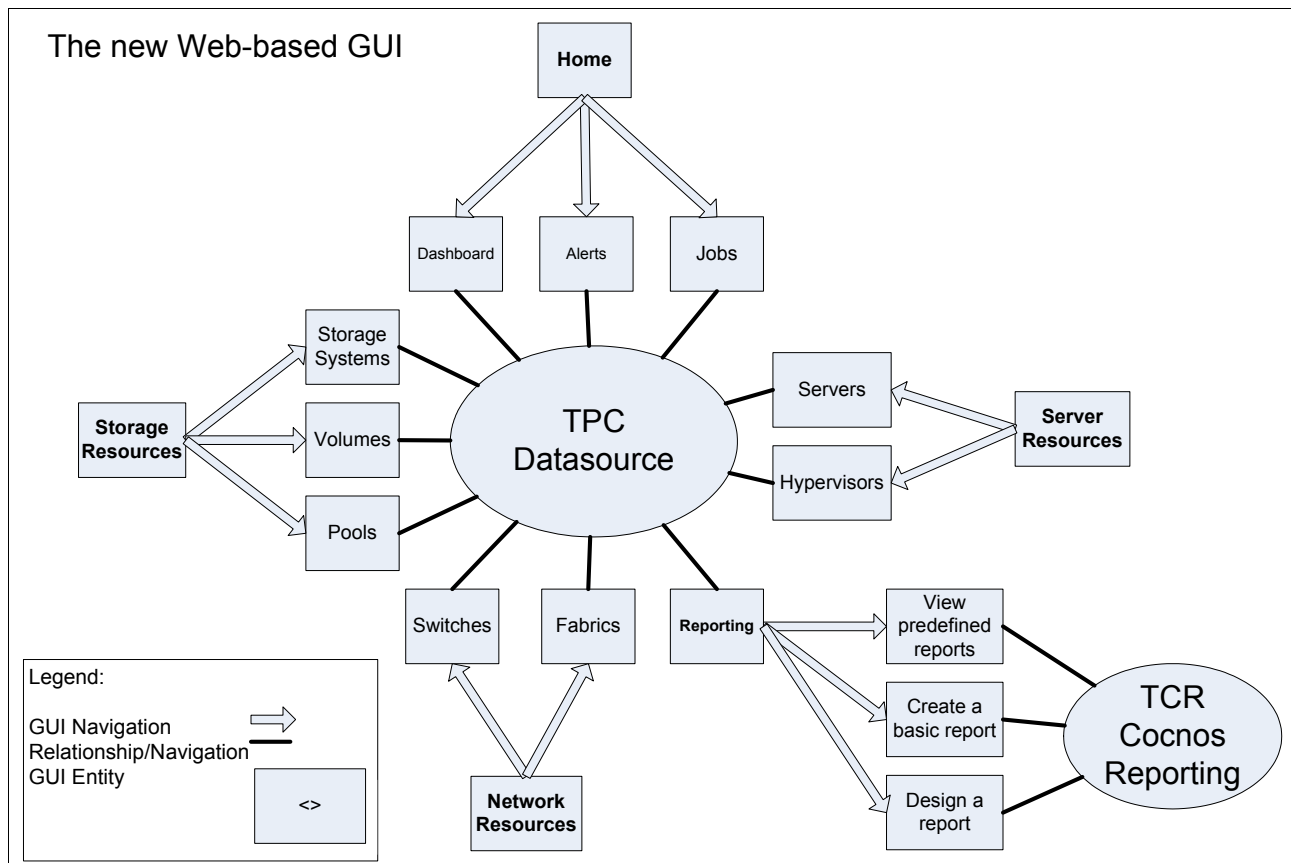 The new Web-based GUI
Home
Dashboard
Alerts
Jobs
Storage
Systems
Storage
Resources
Volumes
Pools
TPC
Datasource
Servers
Hypervisors
Server
Resources
Switches
Fabrics
Reporting
Network
Resources
View
predefined
reports
Create a
basic report
Design a
report
TCR
Cocnos
Reporting
Legend:
GUI Navigation
Relationship/Navigation
GUI Entity
<>